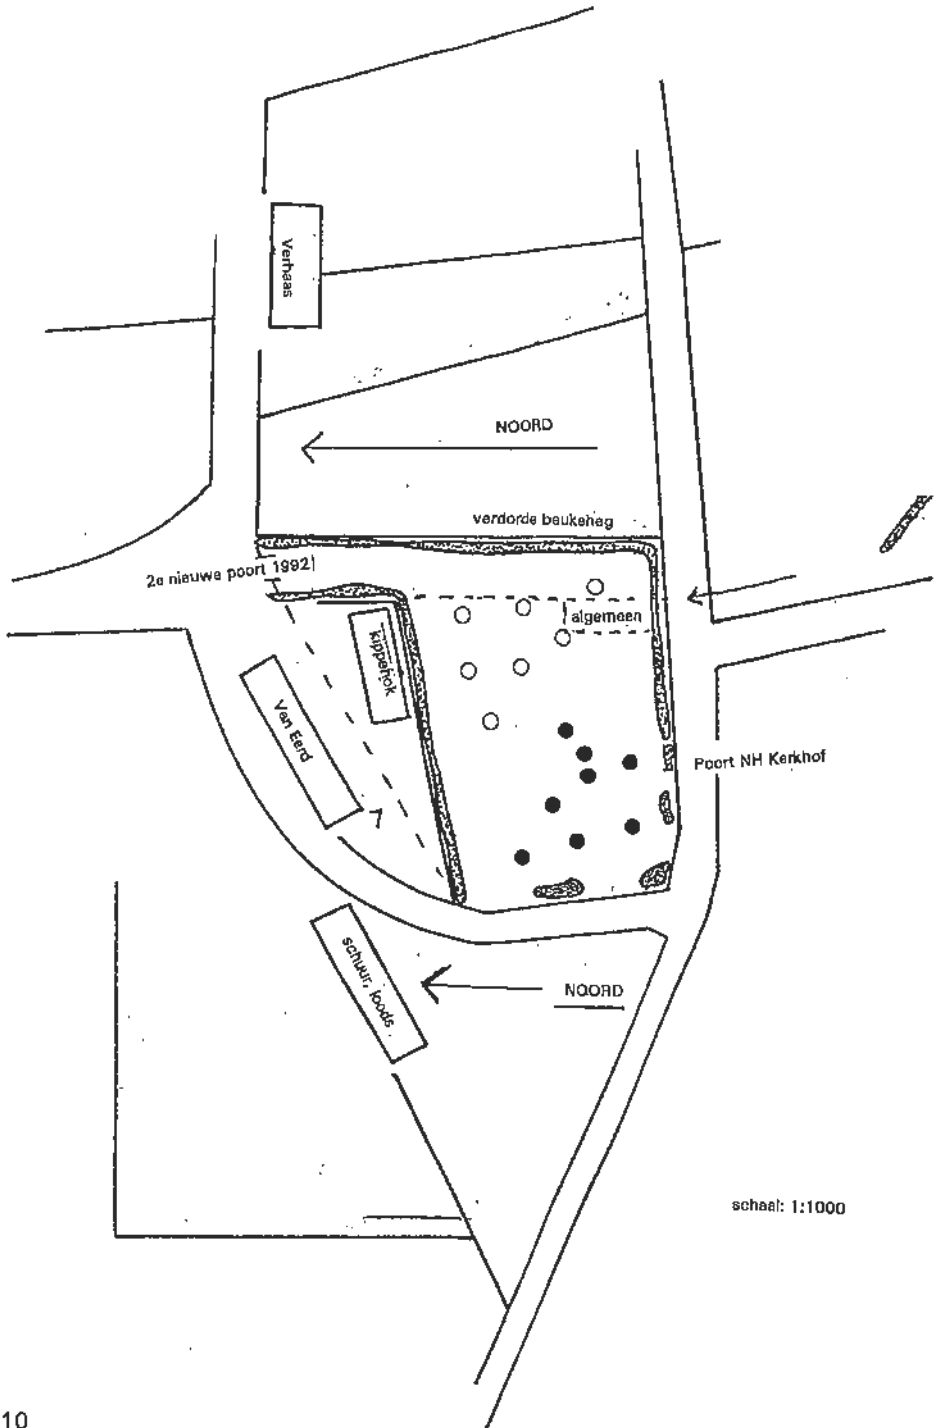 Verhaas
NOORD
verdorde beukeheg
2e nieuwe poort 1992)
algemeen
kippehok
Van Eerd
Poort NH Kerkhof
schuur, loods
NOORD
schaal: 1:1000
10